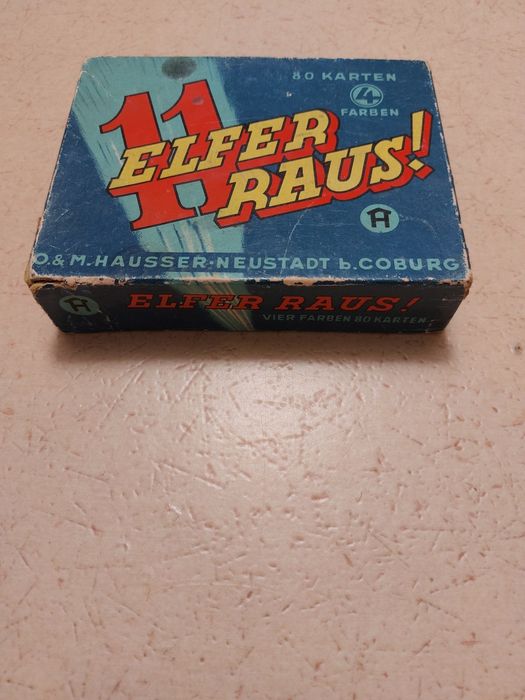 80 KARTEN
4
FARBEN
11
ELFER
RAUS!
H
O.&M.HAUSSER·NEUSTADT b.COBURG
H
ELFER RAUS!
VIER FARBEN 80 KARTEN